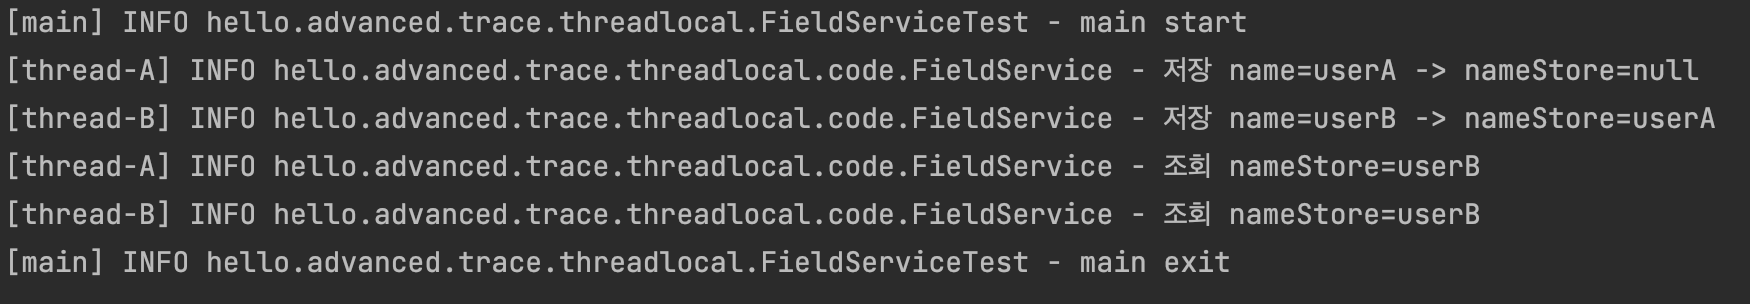 [main] INFO hello.advanced.trace.threadlocal.FieldServiceTest - main start
[thread-A] INFO hello.advanced.trace.threadlocal.code.FieldService - 저장 name=userA -> nameStore=null
[thread-B] INFO hello.advanced.trace.threadlocal.code.FieldService - 저장 name=userB -> nameStore=userA
[thread-A] INFO hello.advanced.trace.threadlocal.code.FieldService - 조회 nameStore=userB
[thread-B] INFO hello.advanced.trace.threadlocal.code.FieldService - 조회 nameStore=userB
[main] INFO hello.advanced.trace.threadlocal.FieldServiceTest - main exit